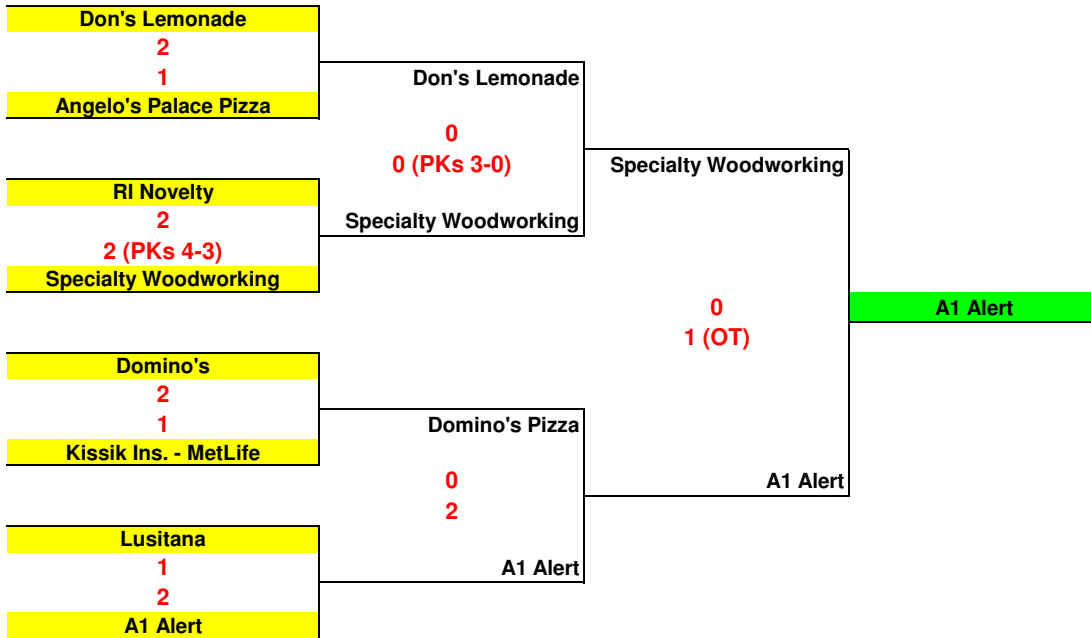 Don's Lemonade
2
1
Angelo's Palace Pizza
RI Novelty
2
2 (PKs 4-3)
Specialty Woodworking
Domino's
2
1
Kissik Ins. - MetLife
Lusitana
1
2
A1 Alert
Don's Lemonade
0
0 (PKs 3-0)
Specialty Woodworking
Domino's Pizza
0
2
A1 Alert
Specialty Woodworking
0
1 (OT)
A1 Alert
A1 Alert